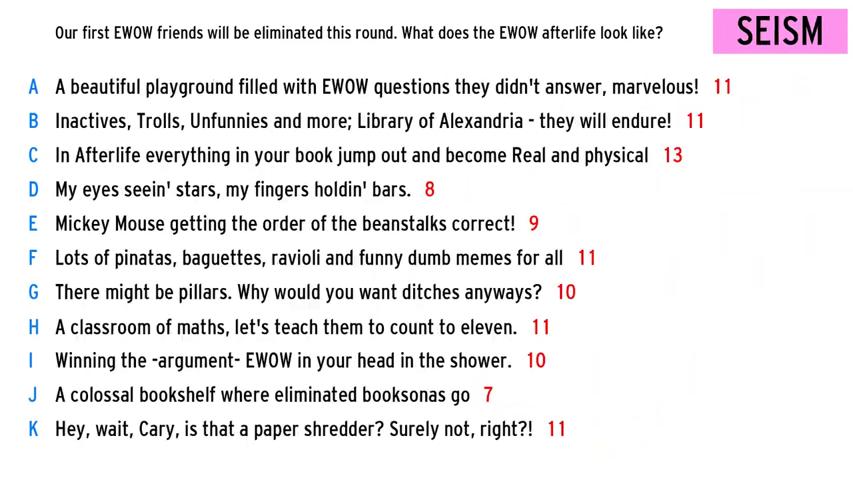 Our first EWOW friends will be eliminated this round. What does the EWOW afterlife look like?
SEISM
A A beautiful playground filled with EWOW questions they didn't answer, marvelous! 11
B Inactives, Trolls, Unfunnies and more; Library of Alexandria - they will endure! 11
C In Afterlife everything in your book jump out and become Real and physical 13
D My eyes seein' stars, my fingers holdin' bars. 8
E Mickey Mouse getting the order of the beanstalks correct! 9
F Lots of pinatas, baguettes, ravioli and funny dumb memes for all 11
G There might be pillars. Why would you want ditches anyways? 10
H A classroom of maths, let's teach them to count to eleven. 11
I Winning the -argument- EWOW in your head in the shower. 10
J A colossal bookshelf where eliminated booksonas go 7
K Hey, wait, Cary, is that a paper shredder? Surely not, right?! 11